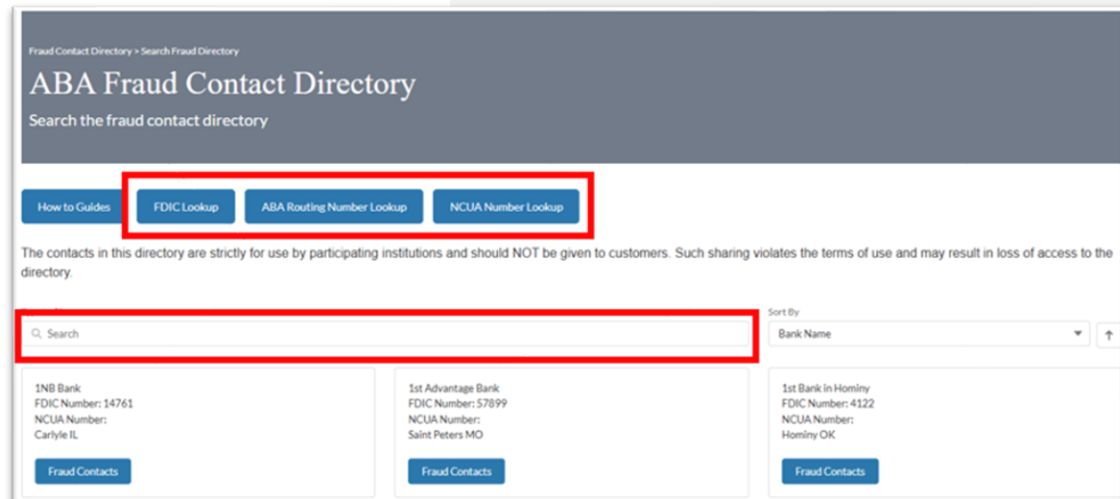 Fraud Contact Directory > Search Fraud Directory
ABA Fraud Contact Directory
Search the fraud contact directory
How to Guides
FDIC Lookup
ABA Routing Number Lookup
NCUA Number Lookup
The contacts in this directory are strictly for use by participating institutions and should NOT be given to customers. Such sharing violates the terms of use and may result in loss of access to the
directory.
Search
Sort By
Bank Name
1NB Bank
FDIC Number: 14761
NCUA Number:
Carlyle IL
Fraud Contacts
1st Advantage Bank
FDIC Number: 57899
NCUA Number:
Saint Peters MO
Fraud Contacts
1st Bank in Hominy
FDIC Number: 4122
NCUA Number:
Hominy OK
Fraud Contacts